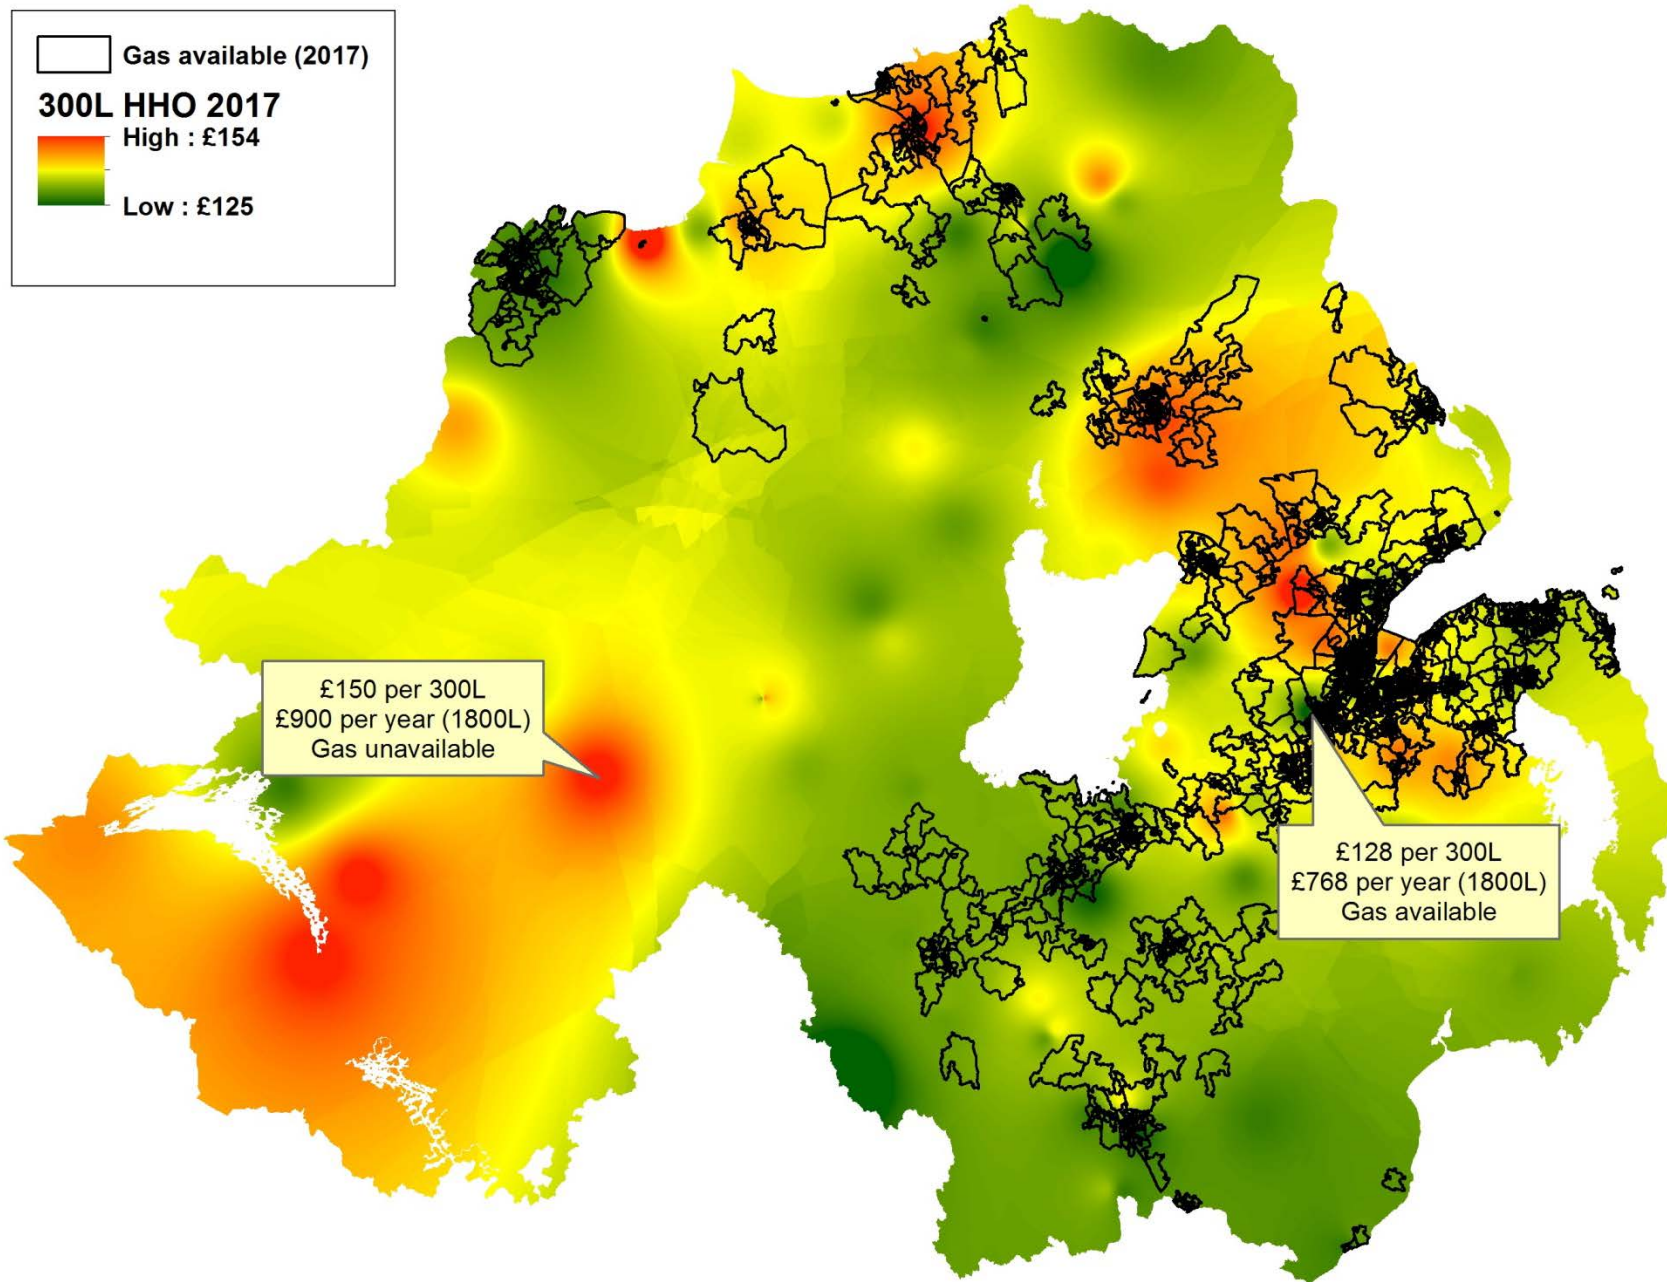 Gas available (2017)
300L HHO 2017
High : £154
Low : £125
£150 per 300L
£900 per year (1800L)
Gas unavailable
£128 per 300L
£768 per year (1800L)
Gas available